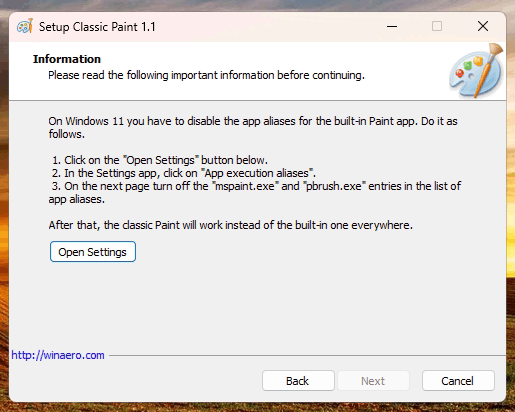 Setup Classic Paint 1.1
Information
Please read the following important information before continuing.
On Windows 11 you have to disable the app aliases for the built-in Paint app. Do it as
follows.
1. Click on the "Open Settings" button below.
2. In the Settings app, click on "App execution aliases".
3. On the next page turn off the "mspaint.exe" and "pbrush.exe" entries in the list of
app aliases.
After that, the classic Paint will work instead of the built-in one everywhere.
Open Settings
http://winaero.com
Back
Next
Cancel